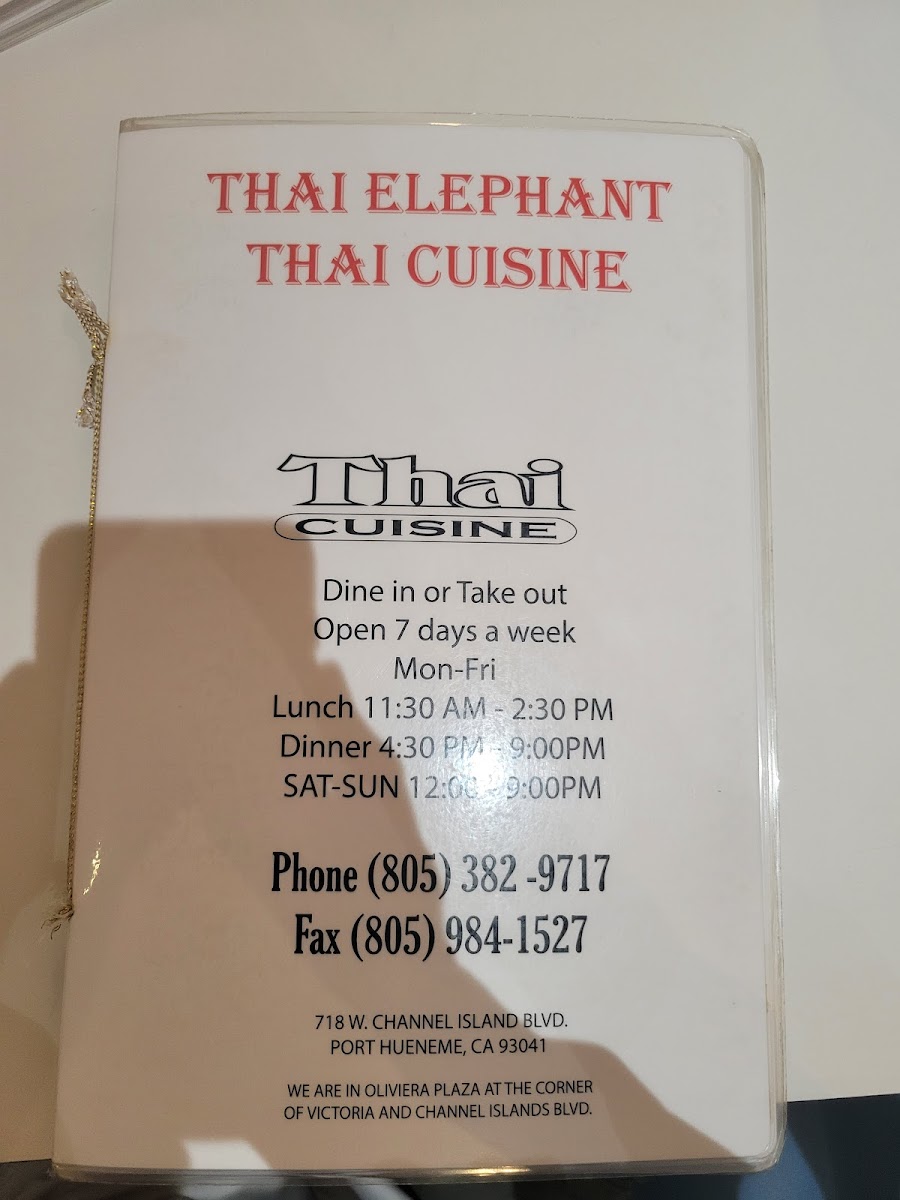 THAI ELEPHANT
THAI CUISINE
Thai
CUISINE
Dine in or Take out
Open 7 days a week
Mon-Fri
Lunch 11:30 AM - 2:30 PM
Dinner 4:30 PM - 9:00PM
SAT-SUN 12:00 - 9:00PM
Phone (805) 382 -9717
Fax (805) 984-1527
718 W. CHANNEL ISLAND BLVD.
PORT HUENEME, CA 93041
WE ARE IN OLIVIERA PLAZA AT THE CORNER
OF VICTORIA AND CHANNEL ISLANDS BLVD.